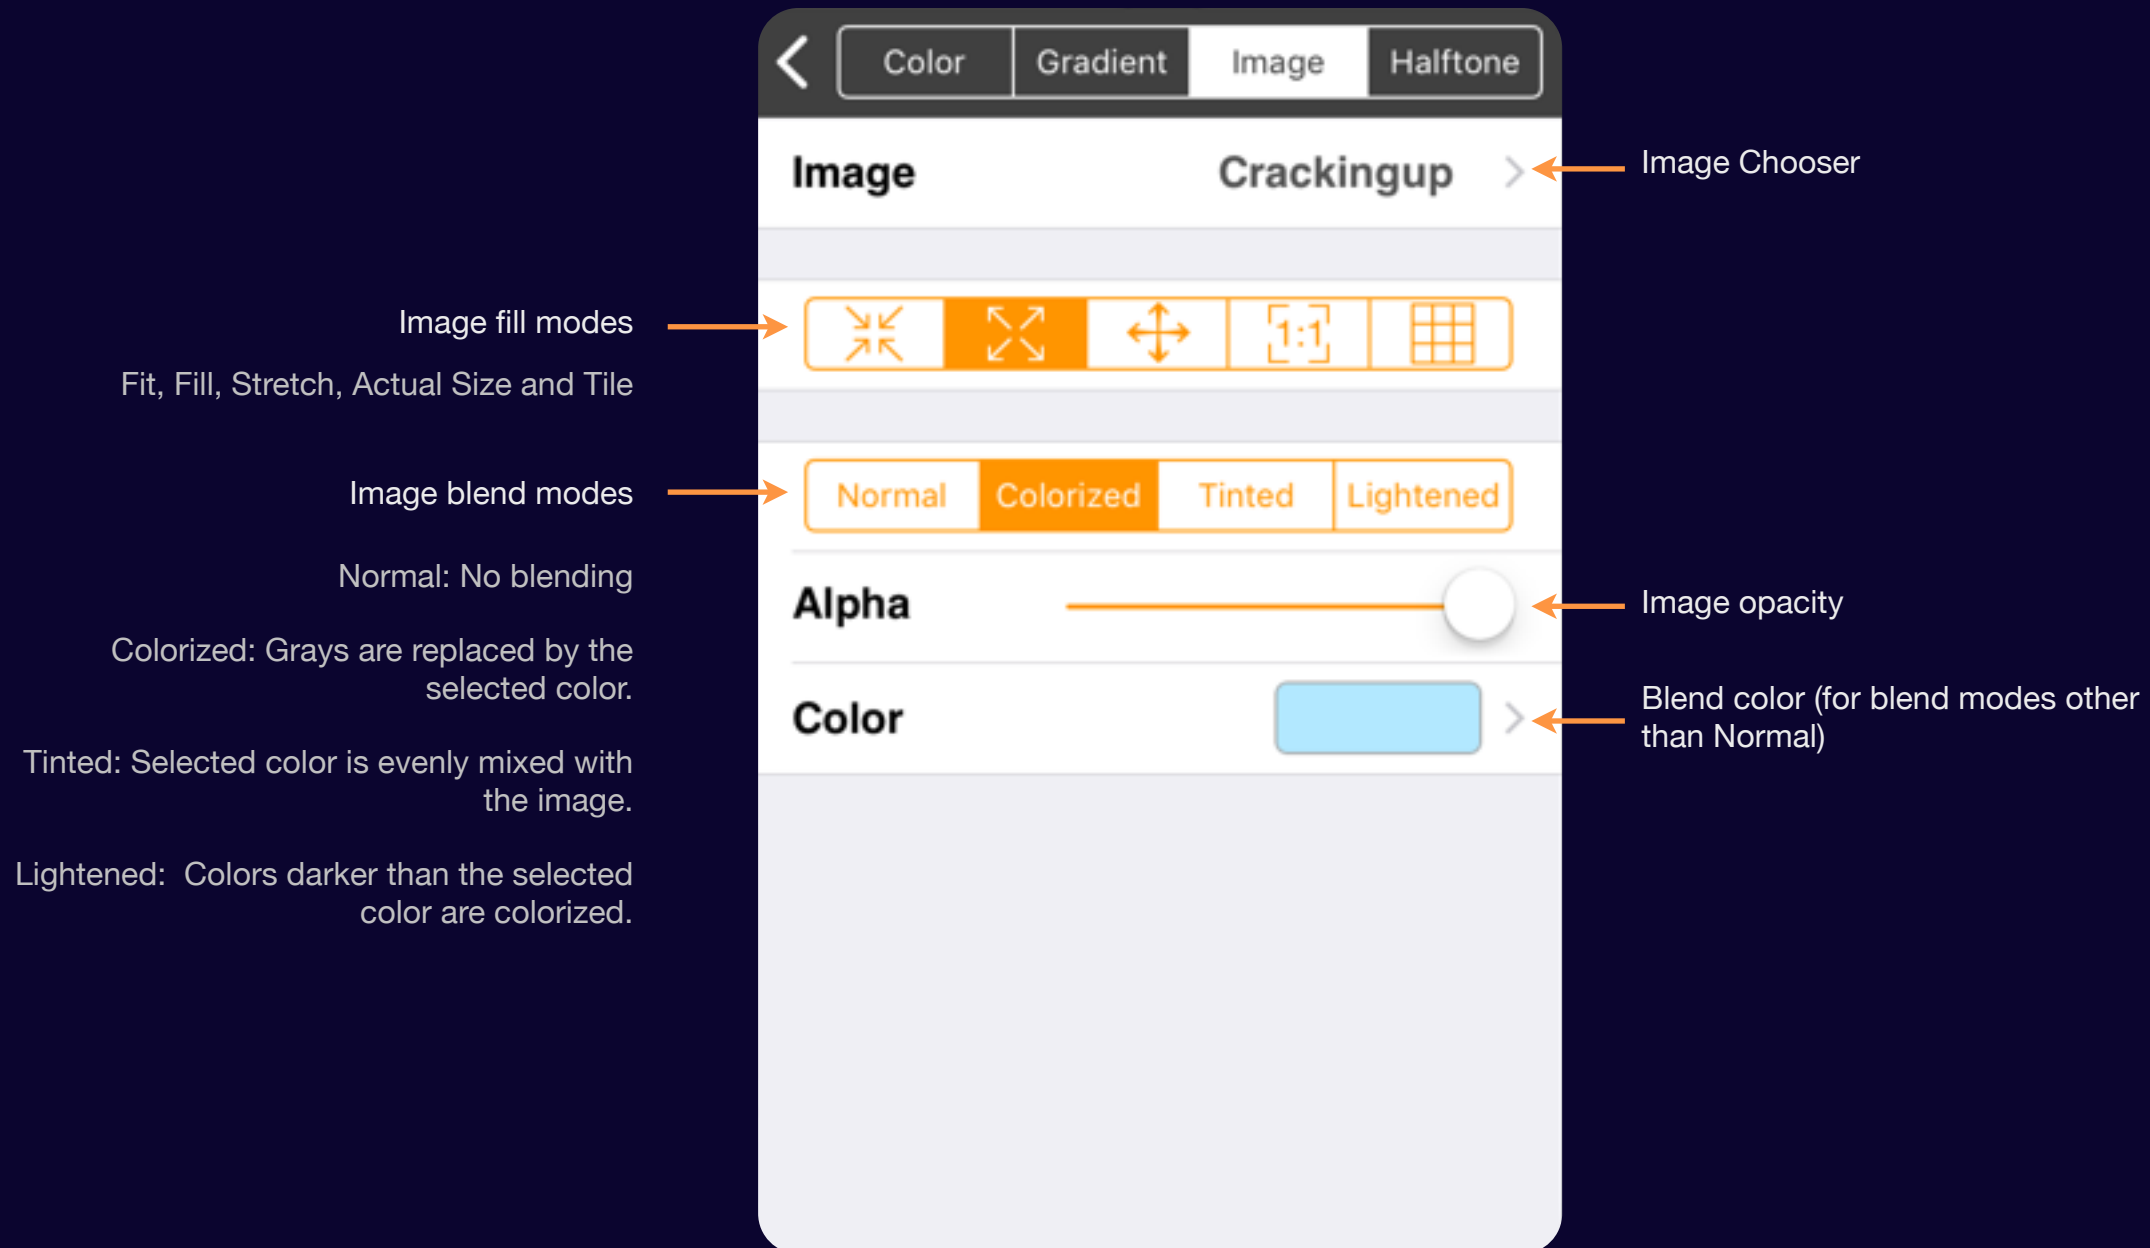 Color Gradient Image Halftone
Image Crackingup
Image Chooser
Image fill modes
1:1
Fit, Fill, Stretch, Actual Size and Tile
Image blend modes
Normal Colorized Tinted Lightened
Normal: No blending
Alpha
Image opacity
Colorized: Grays are replaced by the
selected color.
Color
Blend color (for blend modes other
than Normal)
Tinted: Selected color is evenly mixed with
the image.
Lightened:  Colors darker than the selected
color are colorized.